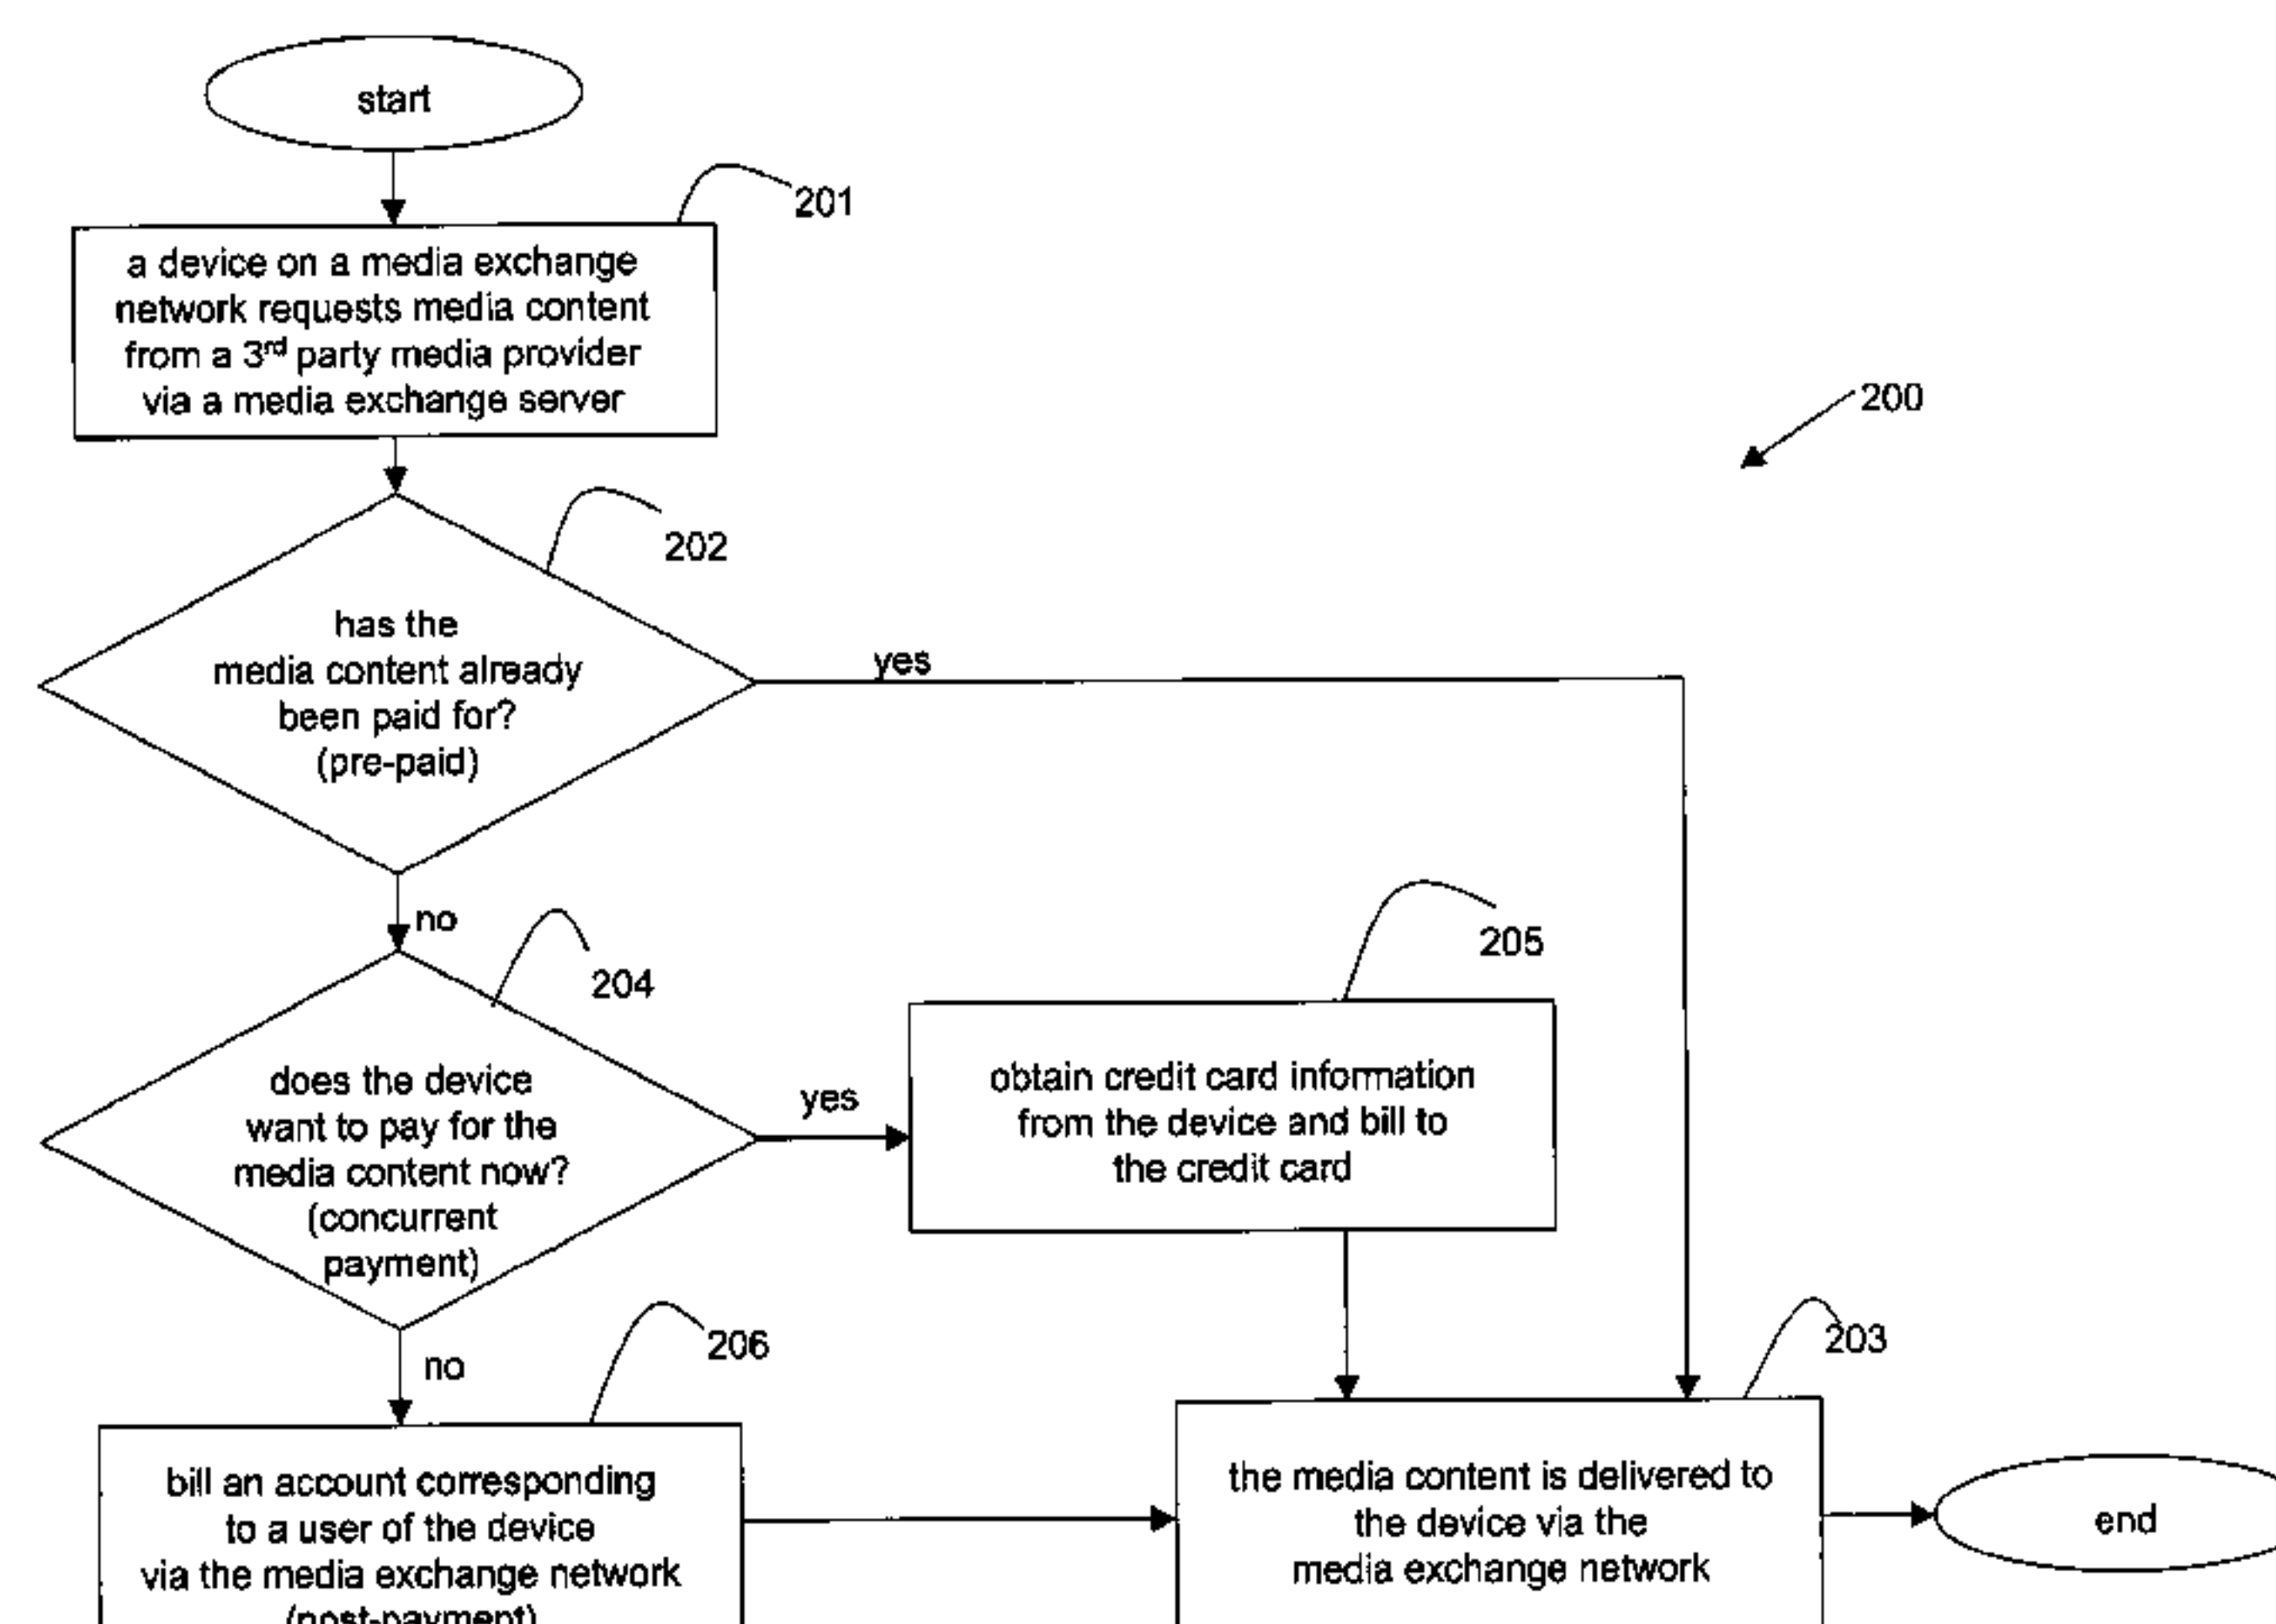 start
201
a device on a media exchange
network requests media content
from a 3rd party media provider
via a media exchange server
200
202
has the
media content already
been paid for?
(pre-paid)
yes
no
204
205
does the device
want to pay for the
media content now?
(concurrent
payment)
yes
obtain credit card information
from the device and bill to
the credit card
206
no
203
bill an account corresponding
to a user of the device
via the media exchange network
(post-payment)
the media content is delivered to
the device via the
media exchange network
end